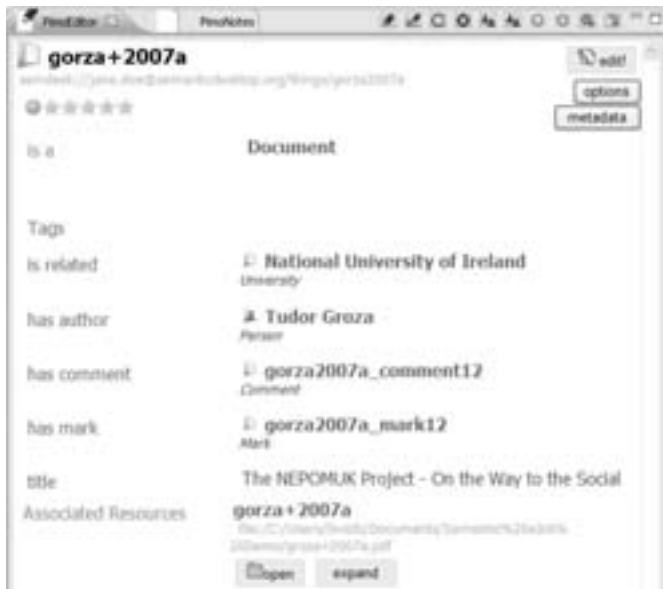 PimoEditor PimoNotes
gorza+2007a
edit!
options
metadata
is a Document
Tags
is related National University of Ireland
University
has author Tudor Groza
Person
has comment gorza2007a_comment12
Comment
has mark gorza2007a_mark12
Mark
title The NEPOMUK Project - On the Way to the Social
Associated Resources gorza+2007a
open expand